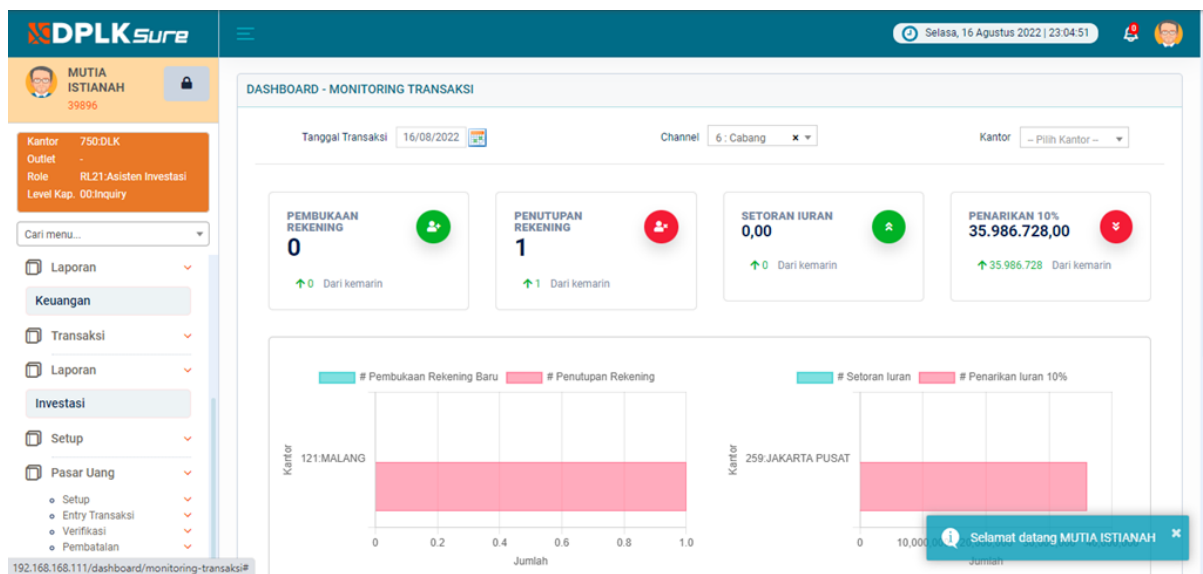 DPLKSure
Selasa, 16 Agustus 2022 | 23:04:51
MUTIA
ISTIANAH
39896
Kantor 750:DLK
Outlet -
Role RL21:Asisten Investasi
Level Kap. 00:Inquiry
Cari menu...
Laporan
Keuangan
Transaksi
Laporan
Investasi
Setup
Pasar Uang
Setup
Entry Transaksi
Verifikasi
Pembatalan
192.168.168.111/dashboard/monitoring-transaksi#
DASHBOARD - MONITORING TRANSAKSI
Tanggal Transaksi 16/08/2022
Channel 6 : Cabang
Kantor -- Pilih Kantor --
PEMBUKAAN
REKENING
0
0 Dari kemarin
PENUTUPAN
REKENING
1
1 Dari kemarin
SETORAN IURAN
0,00
0 Dari kemarin
PENARIKAN 10%
35.986.728,00
35.986.728 Dari kemarin
# Pembukaan Rekening Baru # Penutupan Rekening
Kantor
121:MALANG
0 0.2 0.4 0.6 0.8 1.0
Jumlah
# Setoran Iuran # Penarikan Iuran 10%
Kantor
259:JAKARTA PUSAT
0 10,000
Jumlah
Selamat datang MUTIA ISTIANAH